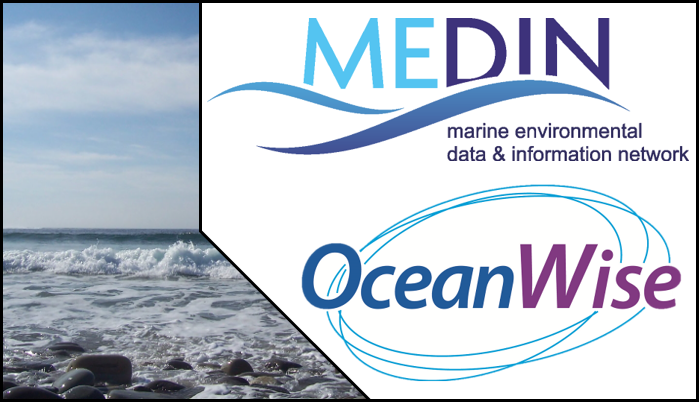 MEDIN
marine environmental
data & information network
OceanWise